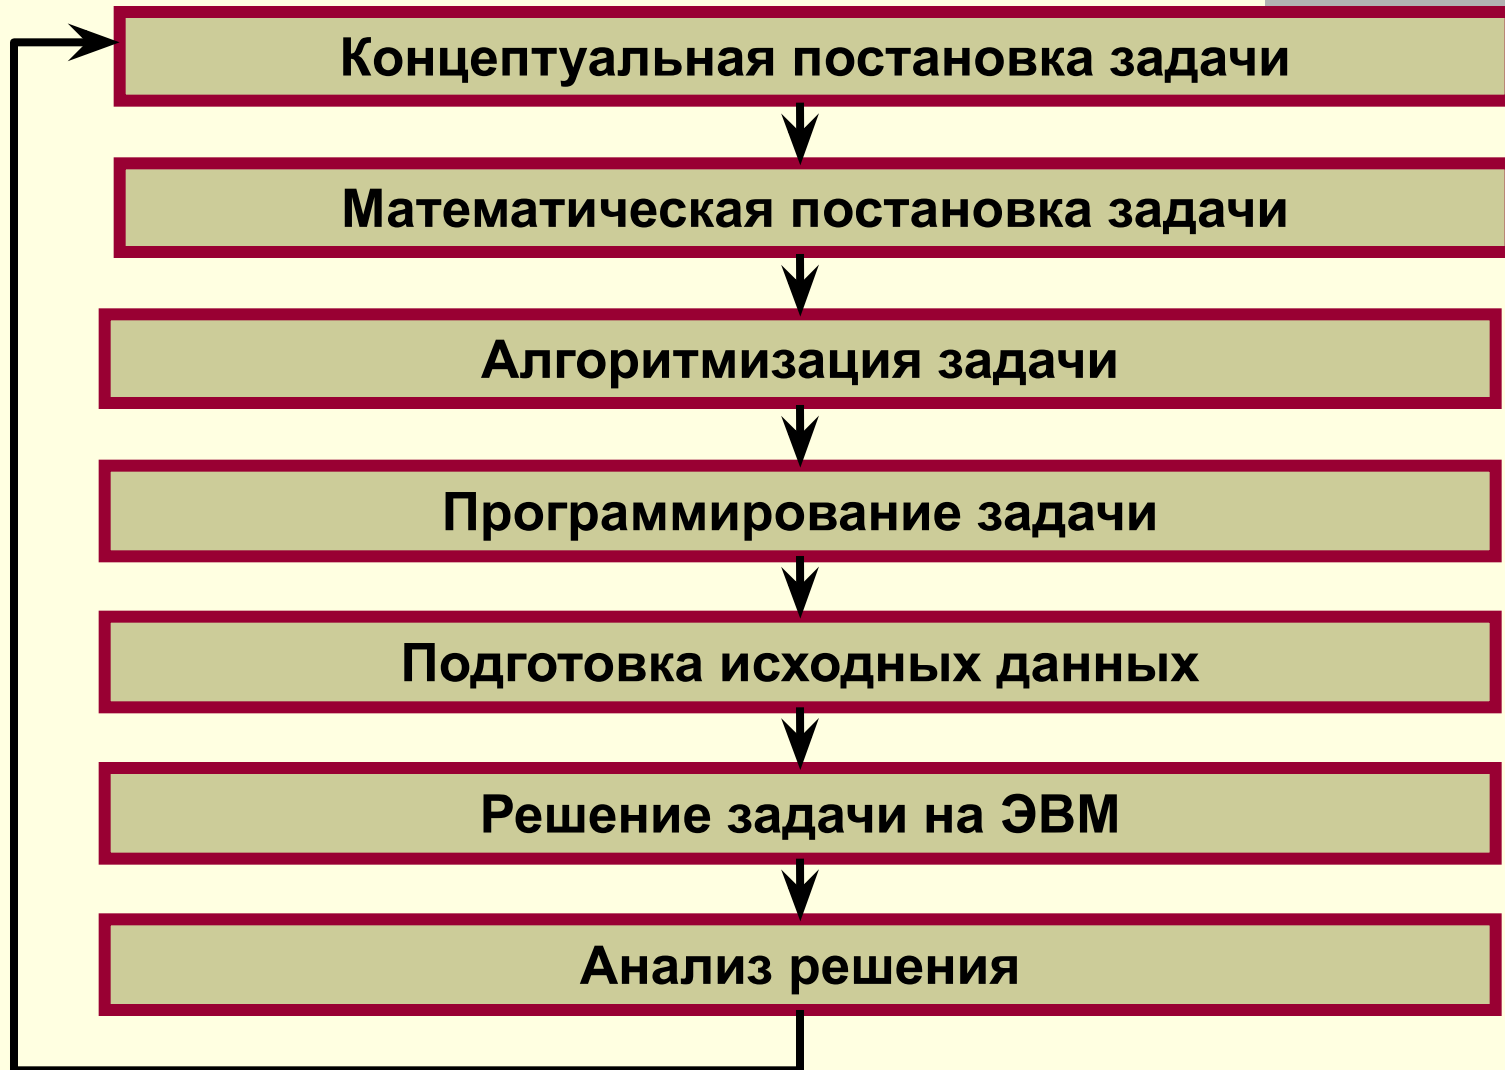 Концептуальная постановка задачи
Математическая постановка задачи
Алгоритмизация задачи
Программирование задачи
Подготовка исходных данных
Решение задачи на ЭВМ
Анализ решения